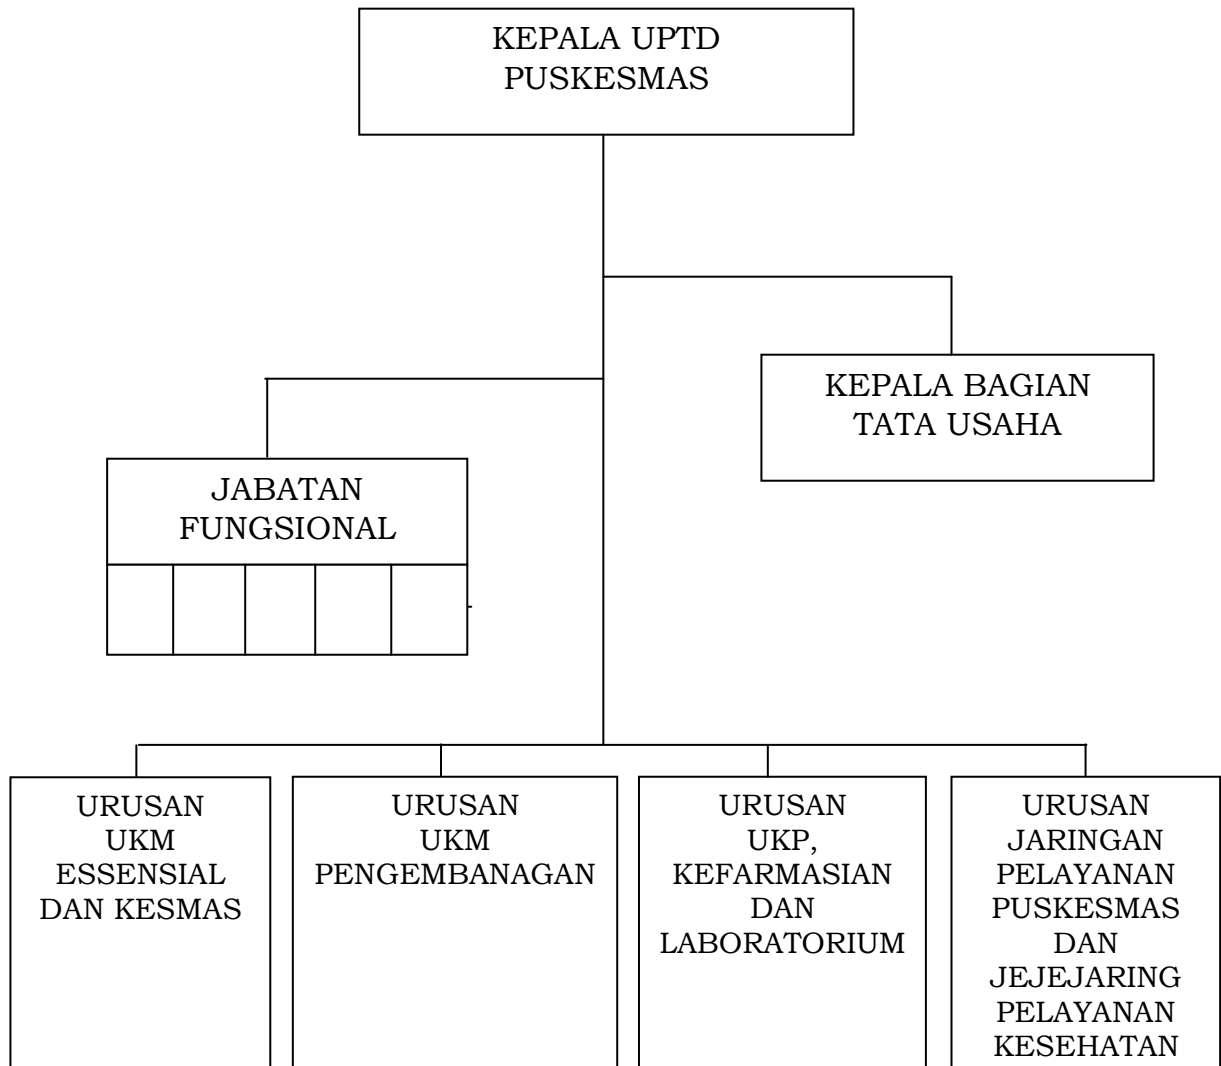 KEPALA UPTD
PUSKESMAS
KEPALA BAGIAN
TATA USAHA
JABATAN
FUNGSIONAL
URUSAN
UKM
ESSENSIAL
DAN KESMAS
URUSAN
UKM
PENGEMBANAGAN
URUSAN
UKP,
KEFARMASIAN
DAN
LABORATORIUM
URUSAN
JARINGAN
PELAYANAN
PUSKESMAS
DAN
JEJEJARING
PELAYANAN
KESEHATAN